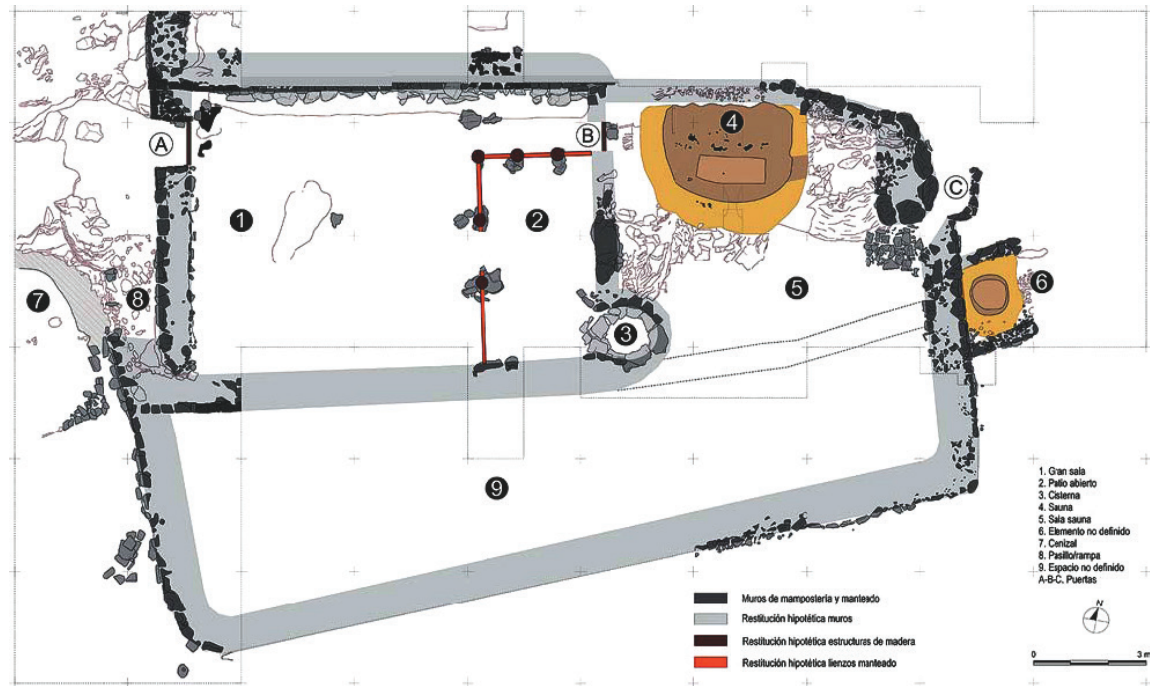 4
B
A
C
1
2
5
7
8
6
3
9
1. Gran sala
2. Patio abierto
3. Cisterna
4. Sauna
5. Sala sauna
6. Elemento no definido
7. Cenizal
8. Pasillo/rampa
9. Espacio no definido
A-B-C. Puertas
N
Muros de mampostería y manteado
Restitución hipotética muros
Restitución hipotética estructuras de madera
Restitución hipotética lienzos manteado
0 3 m